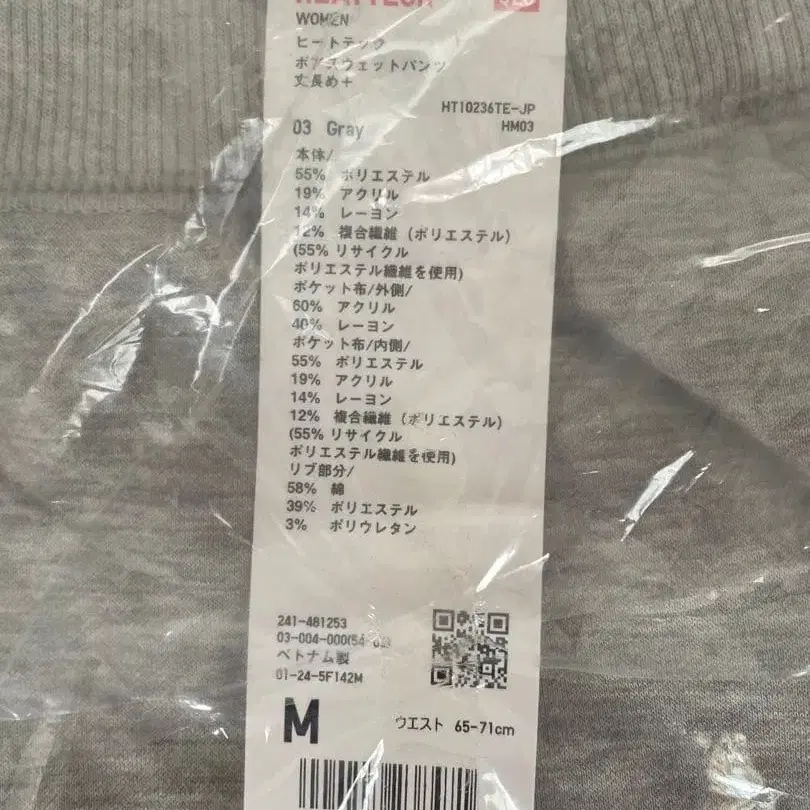 HEATTECH
WOMEN
ヒートテック
ボアスウェットパンツ
丈長め+
HT10236TE-JP
HM03
03 Gray
本体/
55% ポリエステル
19% アクリル
14% レーヨン
12% 複合繊維 (ポリエステル)
(55% リサイクル
ポリエステル繊維を使用)
ポケット布/外側/
60% アクリル
40% レーヨン
ポケット布/内側/
55% ポリエステル
19% アクリル
14% レーヨン
12% 複合繊維 (ポリエステル)
(55% リサイクル
ポリエステル繊維を使用)
リブ部分/
58% 綿
39% ポリエステル
3% ポリウレタン
241-481253
ベトナム製
01-24-5F142M
M ウエスト 65-71cm